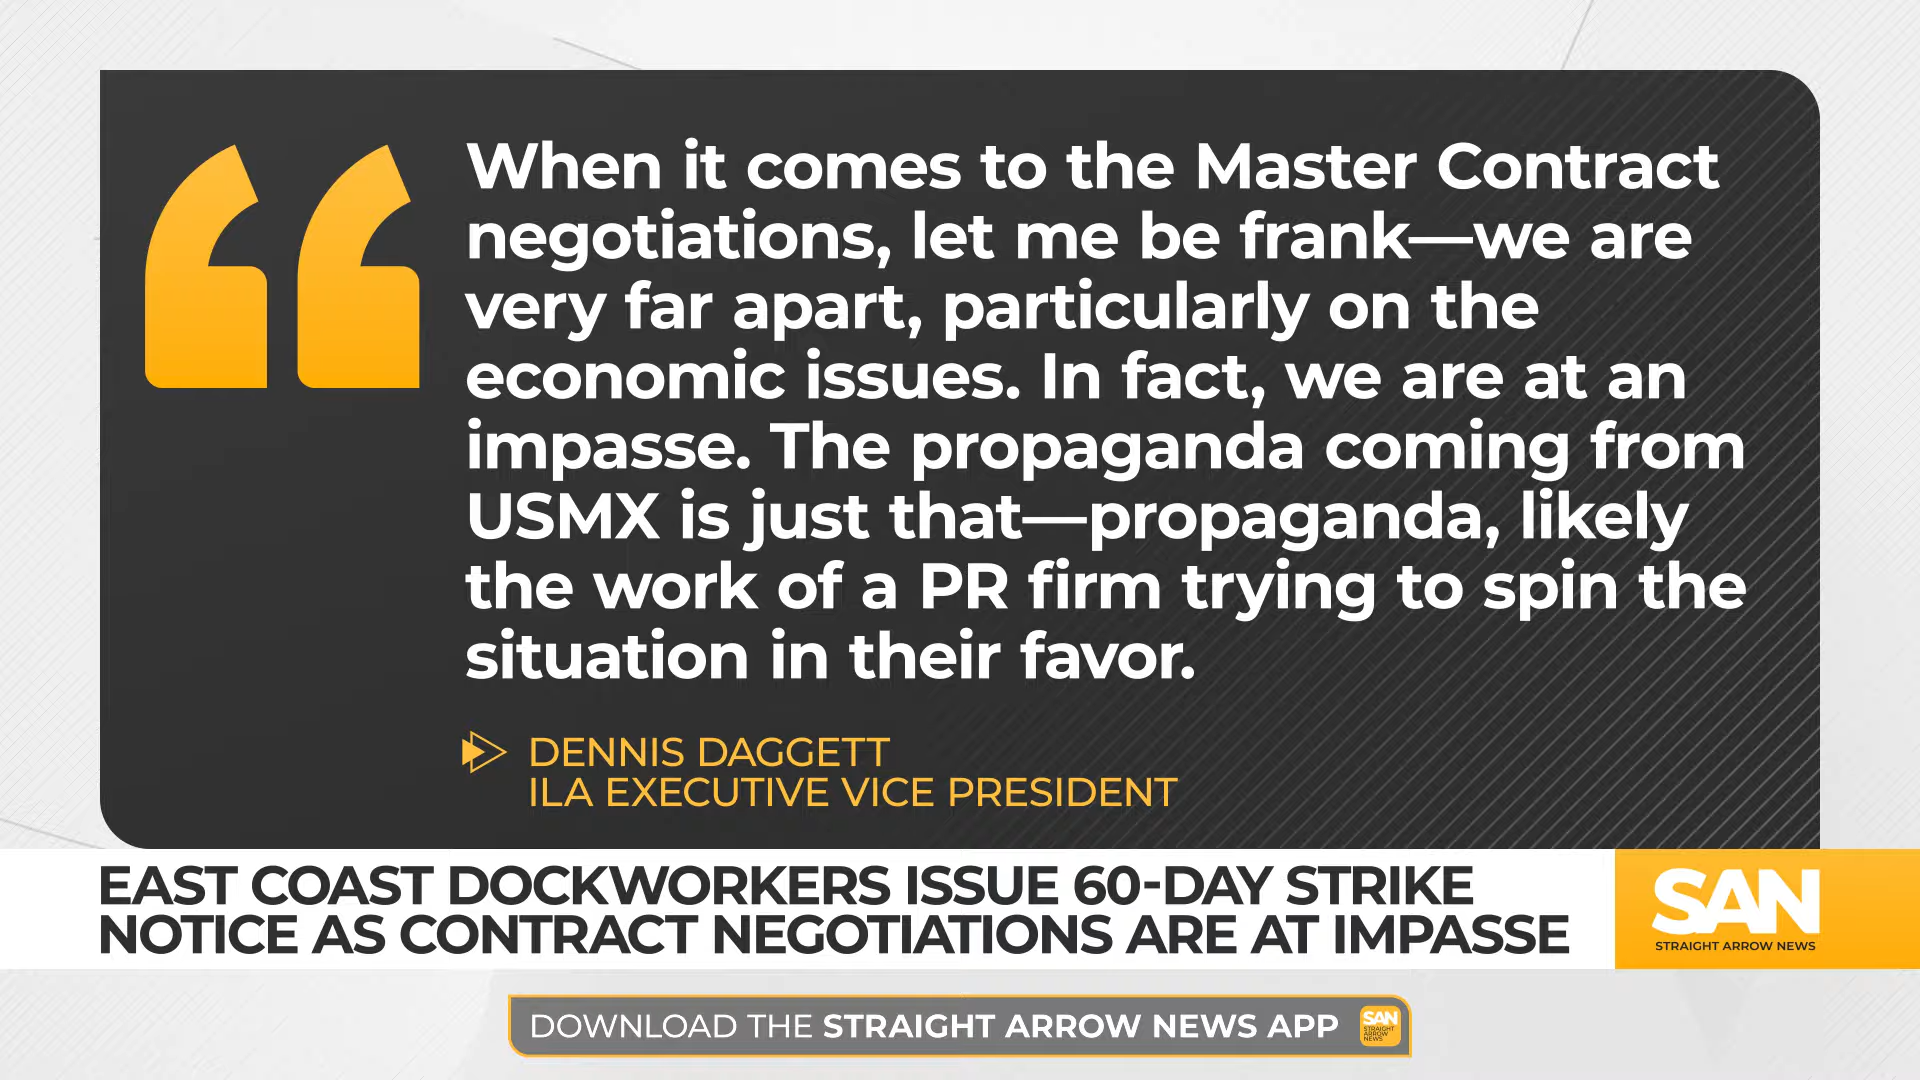 When it comes to the Master Contract
negotiations, let me be frank—we are
very far apart, particularly on the
economic issues. In fact, we are at an
impasse. The propaganda coming from
USMX is just that—propaganda, likely
the work of a PR firm trying to spin the
situation in their favor.
DENNIS DAGGETT
ILA EXECUTIVE VICE PRESIDENT
EAST COAST DOCKWORKERS ISSUE 60-DAY STRIKE
NOTICE AS CONTRACT NEGOTIATIONS ARE AT IMPASSE
SAN
STRAIGHT ARROW NEWS
DOWNLOAD THE STRAIGHT ARROW NEWS APP
SAN
STRAIGHT
ARROW
NEWS